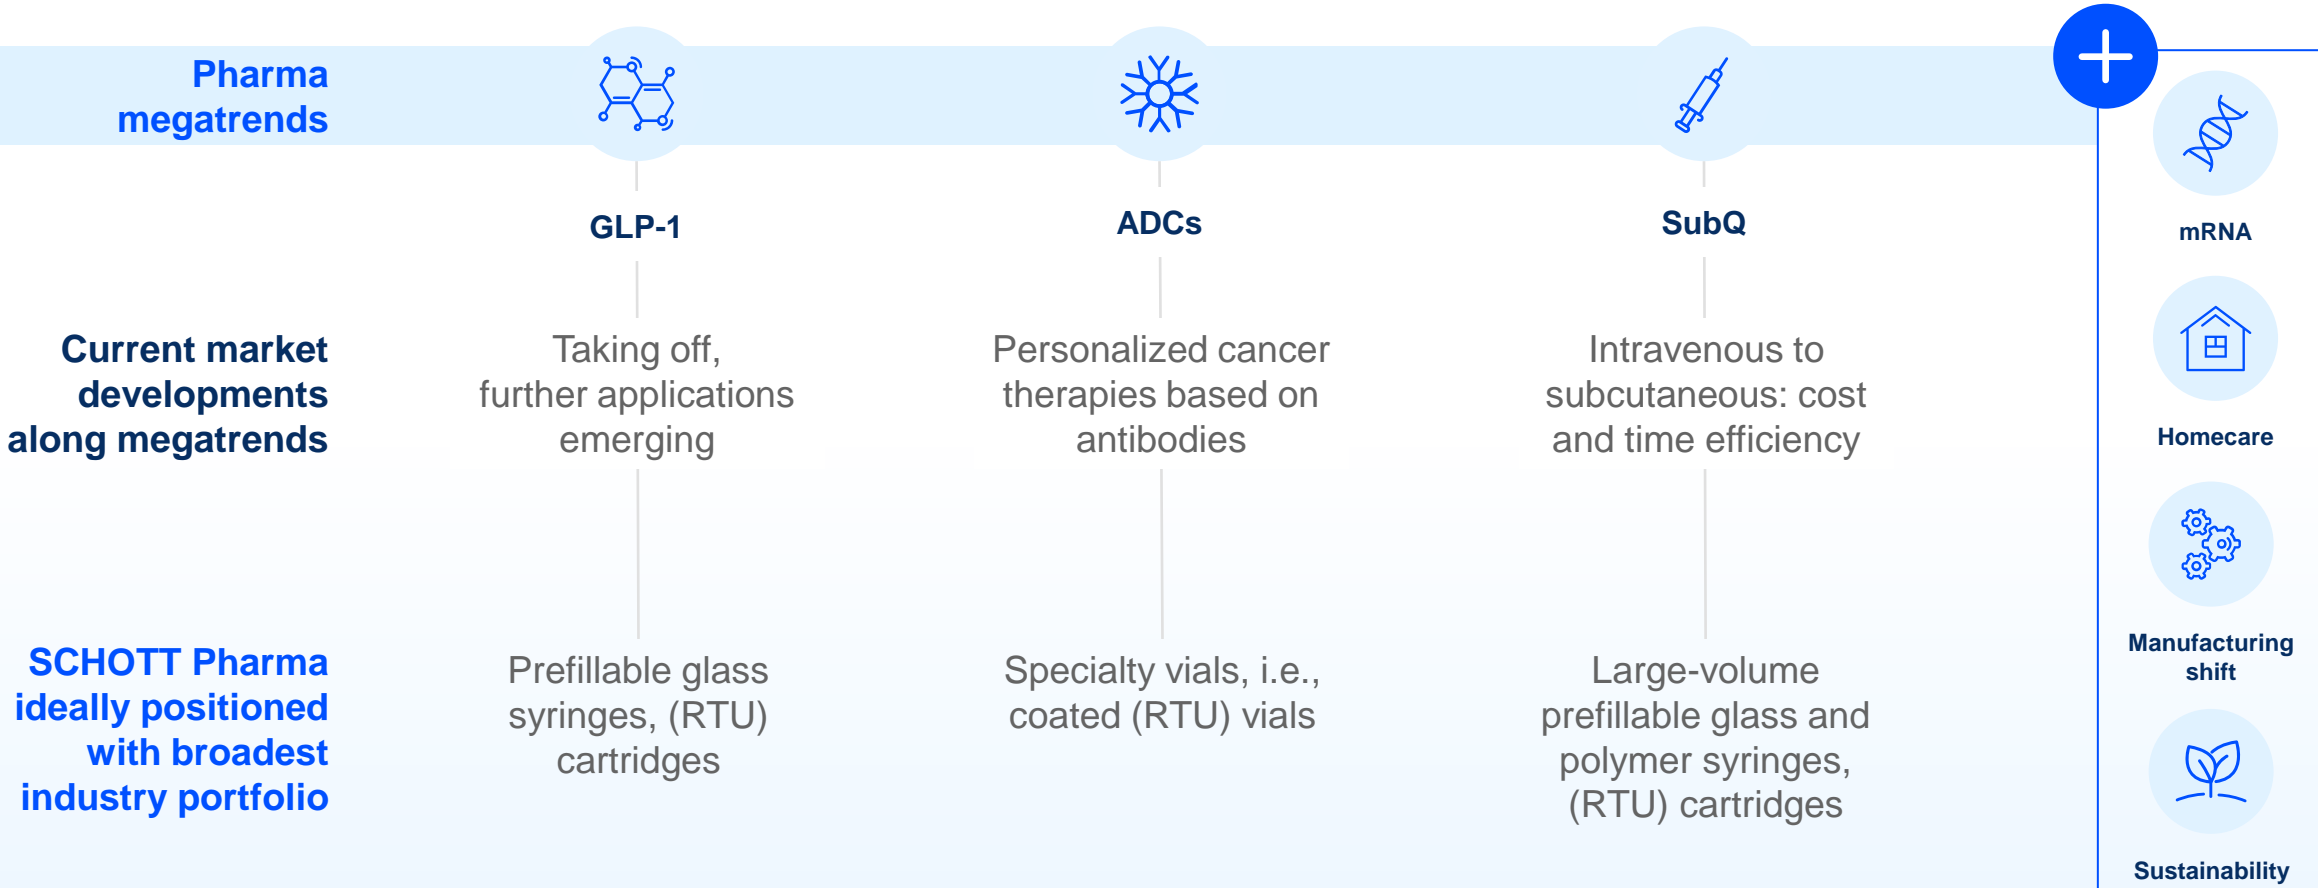 Pharma
megatrends
GLP-1
ADCs
SubQ
Current market
developments
along megatrends
Taking off,
further applications
emerging
Personalized cancer
therapies based on
antibodies
Intravenous to
subcutaneous: cost
and time efficiency
SCHOTT Pharma
ideally positioned
with broadest
industry portfolio
Prefillable glass
syringes, (RTU)
cartridges
Specialty vials, i.e.,
coated (RTU) vials
Large-volume
prefillable glass and
polymer syringes,
(RTU) cartridges
mRNA
Homecare
Manufacturing
shift
Sustainability